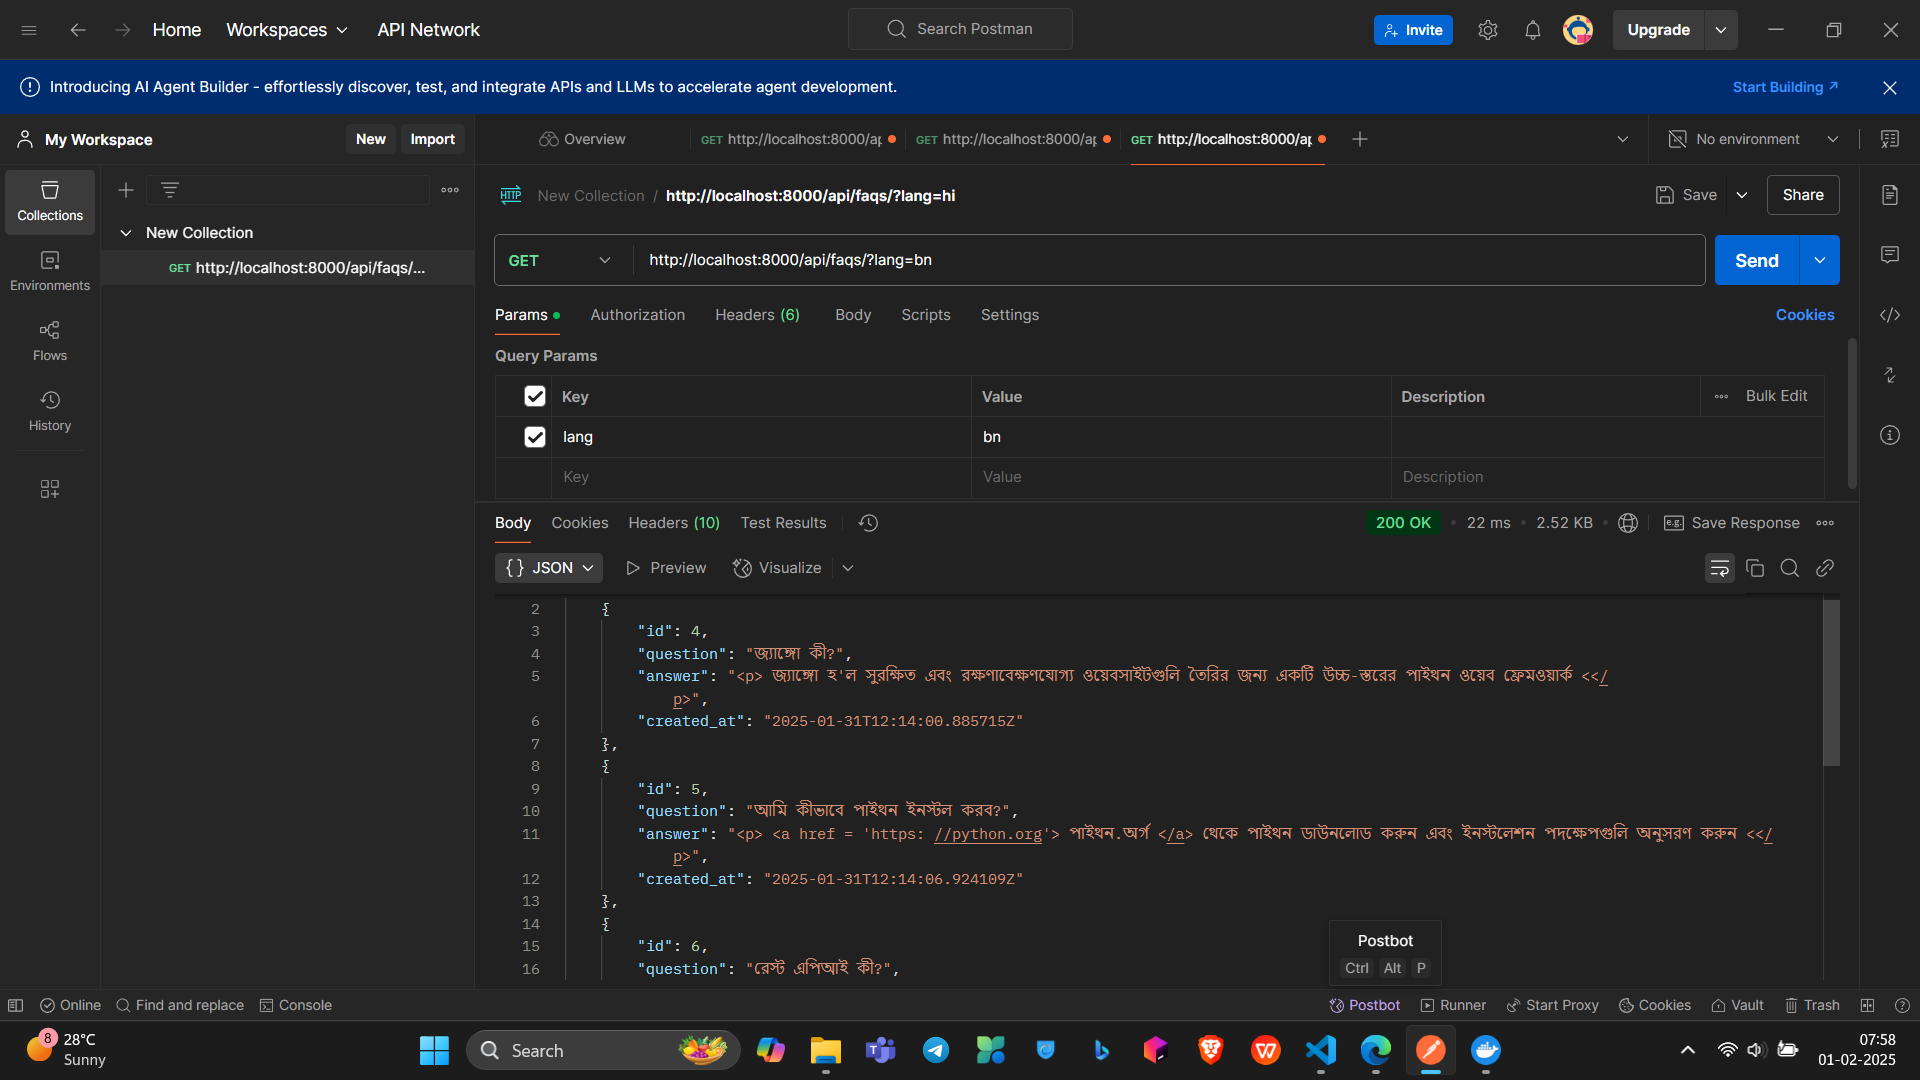 Home Workspaces API Network Search Postman Invite Upgrade
Introducing AI Agent Builder - effortlessly discover, test, and integrate APIs and LLMs to accelerate agent development. Start Building
My Workspace New Import
Overview GET http://localhost:8000/ap GET http://localhost:8000/ap GET http://localhost:8000/ap No environment
Collections
Environments
Flows
History
New Collection
GET http://localhost:8000/api/faqs/...
HTTP New Collection / http://localhost:8000/api/faqs/?lang=hi Save Share
GET http://localhost:8000/api/faqs/?lang=bn Send
Params Authorization Headers (6) Body Scripts Settings Cookies
Query Params
Key Value Description Bulk Edit
lang bn
Key Value Description
Body Cookies Headers (10) Test Results 200 OK 22 ms 2.52 KB e.g. Save Response
{} JSON Preview Visualize
2 {
3 "id": 4,
4 "question": "জ্যাঙ্গো কী?",
5 "answer": "<p> জ্যাঙ্গো হ'ল সুরক্ষিত এবং রক্ষণাবেক্ষণযোগ্য ওয়েবসাইটগুলি তৈরির জন্য একটি উচ্চ-স্তরের পাইথন ওয়েব ফ্রেমওয়ার্ক <</
p>",
6 "created_at": "2025-01-31T12:14:00.885715Z"
7 },
8 {
9 "id": 5,
10 "question": "আমি কীভাবে পাইথন ইনস্টল করব?",
11 "answer": "<p> <a href = 'https: //python.org'> পাইথন.অর্গ </a> থেকে পাইথন ডাউনলোড করুন এবং ইনস্টলেশন পদক্ষেপগুলি অনুসরণ করুন <</
p>",
12 "created_at": "2025-01-31T12:14:06.924109Z"
13 },
14 {
15 "id": 6,
16 "question": "রেস্ট এপিআই কী?",
Postbot
Ctrl Alt P
Online Find and replace Console Postbot Runner Start Proxy Cookies Vault Trash
8 28°C
Sunny
Search
07:58
01-02-2025